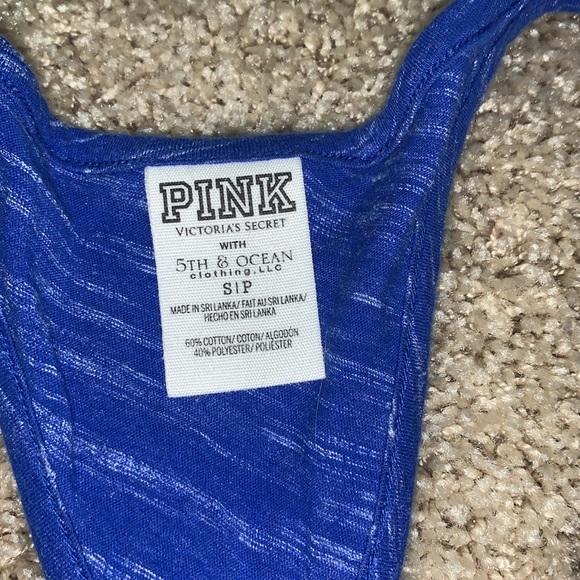 PINK
VICTORIA'S SECRET
WITH
5TH & OCEAN
clothing, LLC
S|P
MADE IN SRI LANKA/ FAIT AU SRI LANKA/
HECHO EN SRI LANKA
60% COTTON/ COTON/ ALGODÓN
40% POLYESTER/ POLIÉSTER